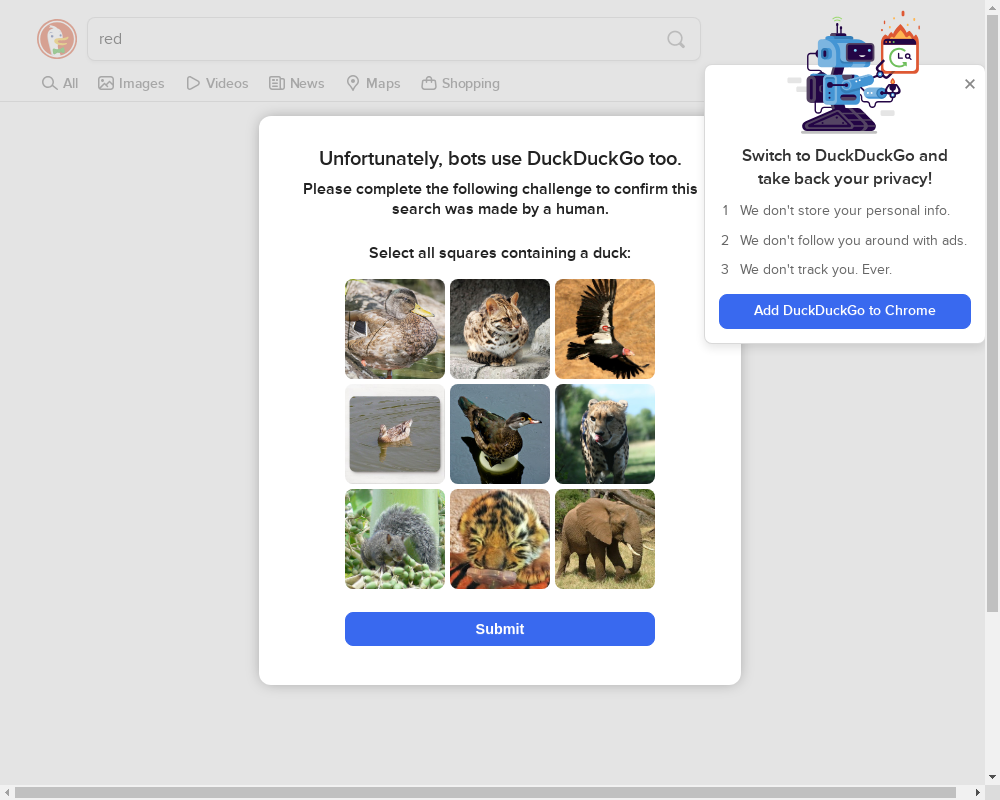 red
All
Images
Videos
News
Maps
Shopping
Unfortunately, bots use DuckDuckGo too.
Please complete the following challenge to confirm this
search was made by a human.
Select all squares containing a duck:
Submit
Switch to DuckDuckGo and
take back your privacy!
1 We don't store your personal info.
2 We don't follow you around with ads.
3 We don't track you. Ever.
Add DuckDuckGo to Chrome